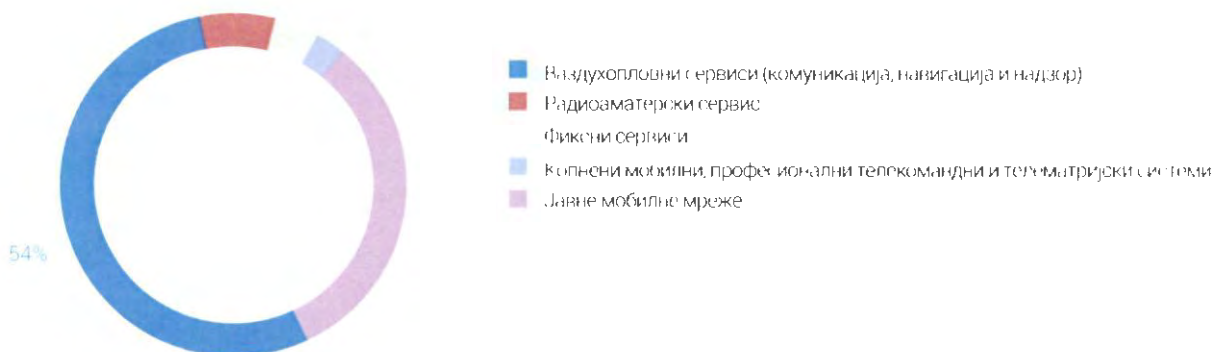 54%
Ваздухопловни сервиси (комуникација, навигација и надзор)
Радиоаматерски сервис
Фиксни сервиси
Копнени мобилни, професионални телекомандни и телематријски системи
Јавне мобилне мреже